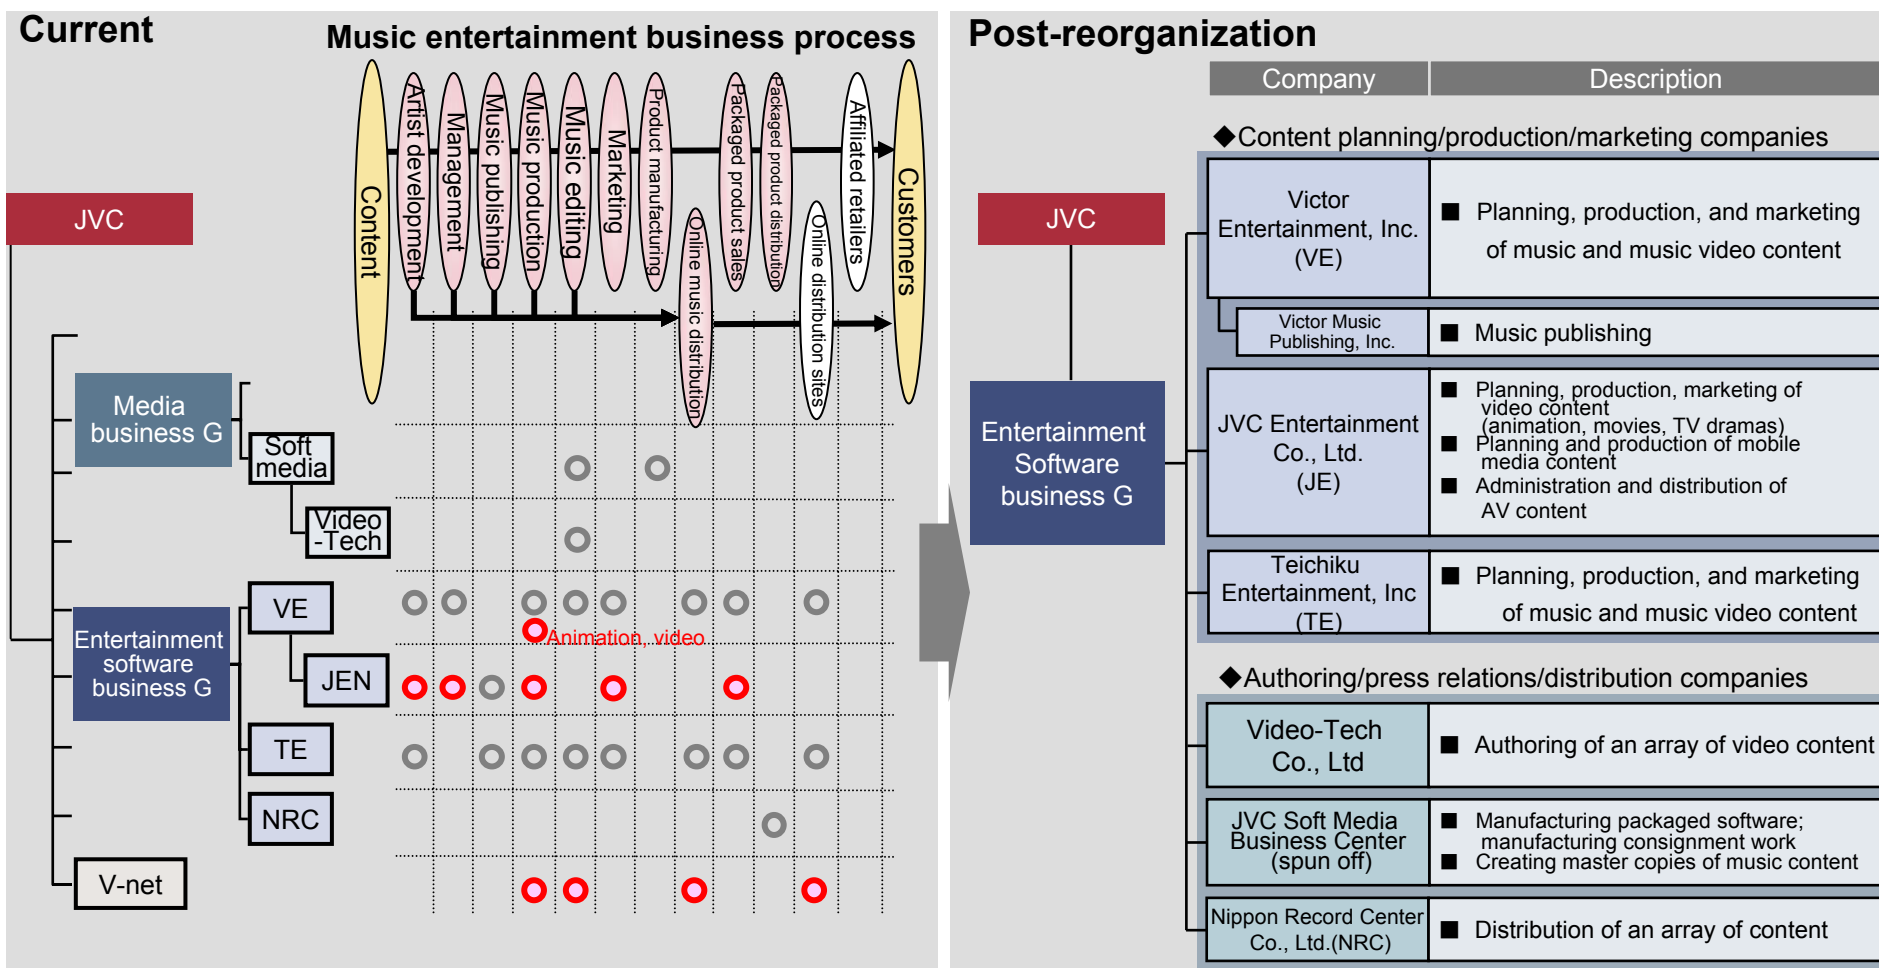 Current
Music entertainment business process
Content
Artist development
Management
Music publishing
Music production
Music editing
Marketing
Product manufacturing
Online music distribution
Packaged product sales
Packaged product distribution
Online distribution sites
Affiliated retailers
Customers
JVC
Media
business G
Soft
media
Video
-Tech
Entertainment
software
business G
VE
JEN
TE
NRC
V-net
Animation, video
Post-reorganization
Company
Description
JVC
Entertainment
Software
business G
◆Content planning/production/marketing companies
Victor
Entertainment, Inc.
(VE)
■ Planning, production, and marketing
of music and music video content
Victor Music
Publishing, Inc.
■ Music publishing
JVC Entertainment
Co., Ltd.
(JE)
■ Planning, production, marketing of
video content
(animation, movies, TV dramas)
■ Planning and production of mobile
media content
■ Administration and distribution of
AV content
Teichiku
Entertainment, Inc
(TE)
■ Planning, production, and marketing
of music and music video content
◆Authoring/press relations/distribution companies
Video-Tech
Co., Ltd
■ Authoring of an array of video content
JVC Soft Media
Business Center
(spun off)
■ Manufacturing packaged software;
manufacturing consignment work
■ Creating master copies of music content
Nippon Record Center
Co., Ltd.(NRC)
■ Distribution of an array of content